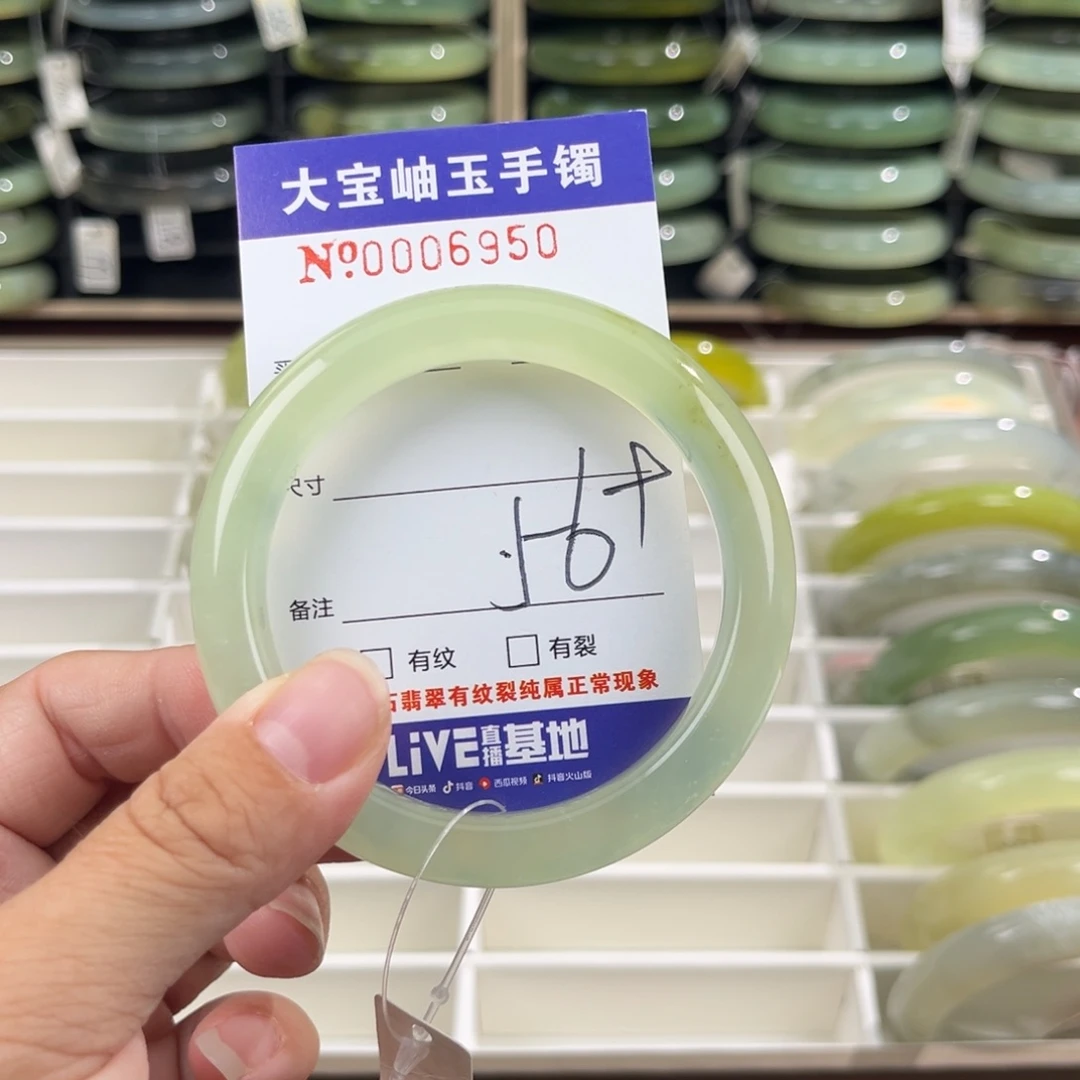 大宝岫玉手镯
Nº0006950
尺寸
56+
备注
□ 有纹 □ 有裂
石翡翠有纹裂纯属正常现象
LiVE直播基地
今日头条 抖音 西瓜视频 抖音火山版